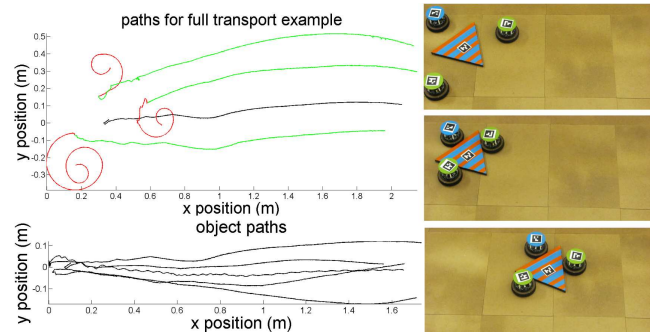 paths for full transport example
y position (m)
0.5
0.4
0.3
0.2
0.1
0
-0.1
-0.2
-0.3
0 0.2 0.4 0.6 0.8 1 1.2 1.4 1.6 1.8 2
x position (m)
object paths
y position (m)
0.1
0
-0.1
0 0.2 0.4 0.6 0.8 1 1.2 1.4 1.6
x position (m)